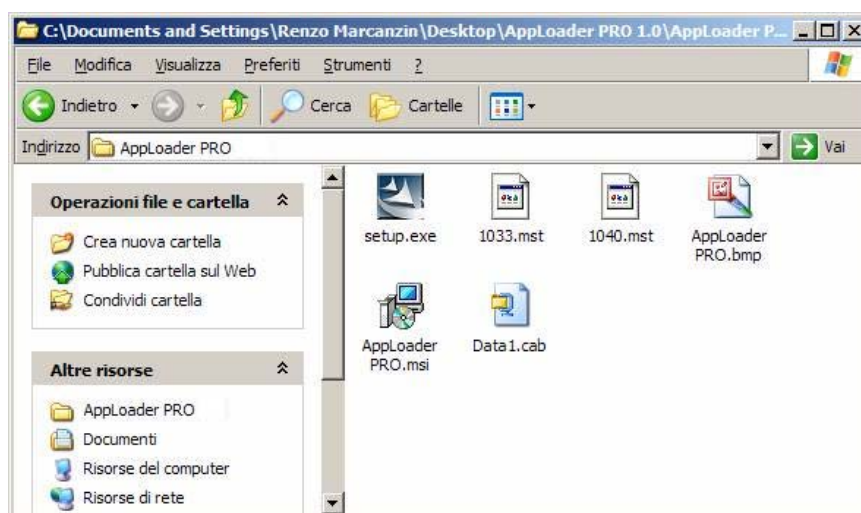 C:\Documents and Settings\Renzo Marcanzin\Desktop\AppLoader PRO 1.0\AppLoader P...
File Modifica Visualizza Preferiti Strumenti ?
Indietro Cerca Cartelle
Indirizzo AppLoader PRO Vai
Operazioni file e cartella
Crea nuova cartella
Pubblica cartella sul Web
Condividi cartella
Altre risorse
AppLoader PRO
Documenti
Risorse del computer
Risorse di rete
setup.exe 1033.mst 1040.mst AppLoader
PRO.bmp
AppLoader Data1.cab
PRO.msi